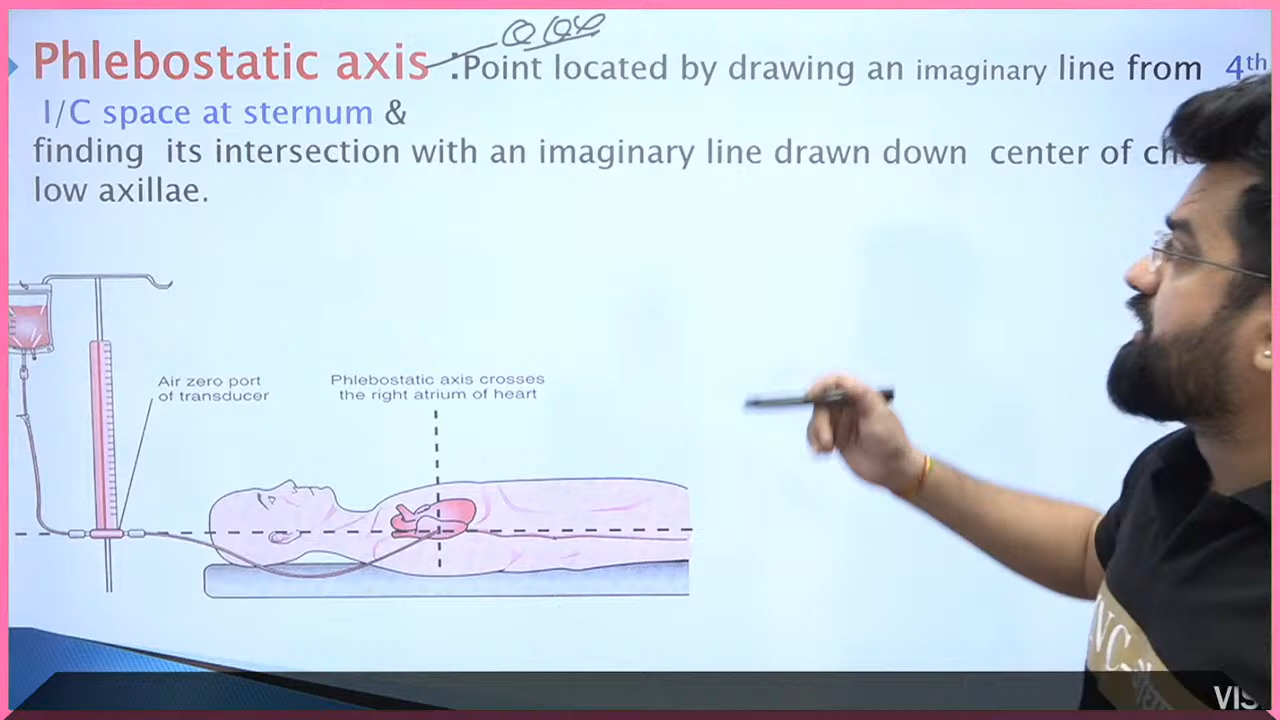 Phlebostatic axis :Point located by drawing an imaginary line from 4th
I/C space at sternum &
finding its intersection with an imaginary line drawn down center of
low axillae.
Air zero port
of transducer
Phlebostatic axis crosses
the right atrium of heart
VIS